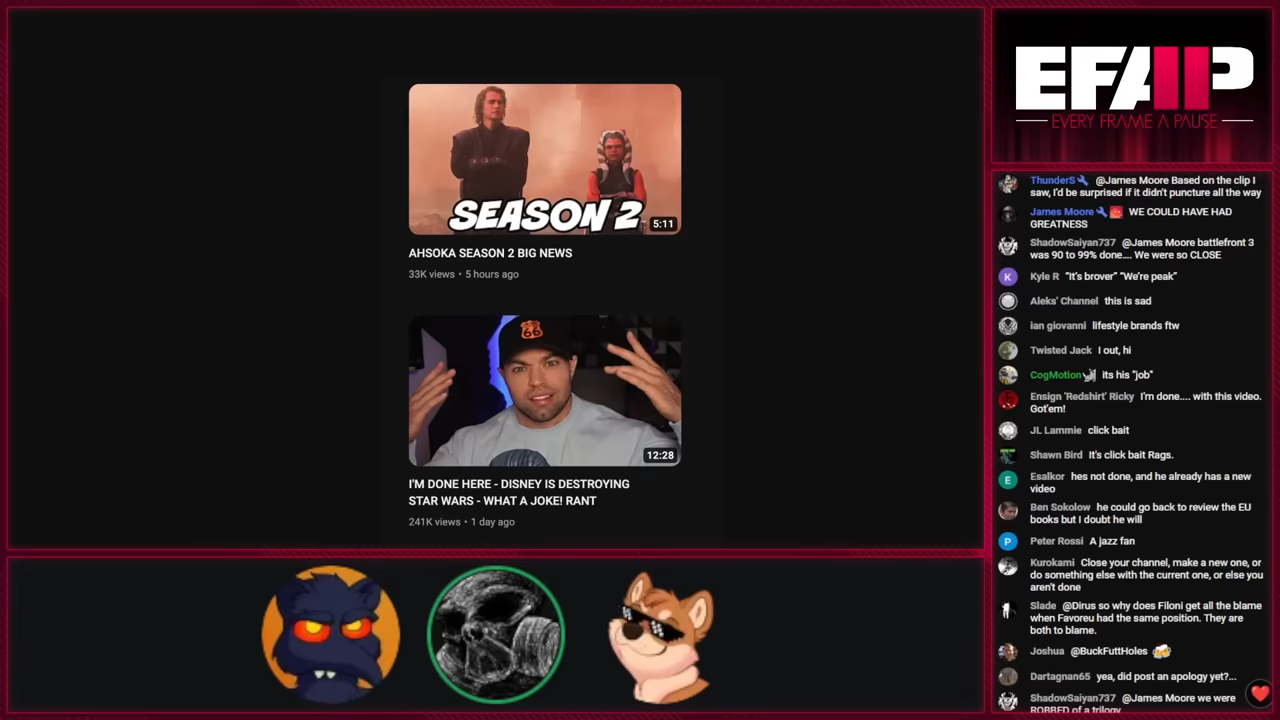 SEASON 2
5:11
AHSOKA SEASON 2 BIG NEWS
33K views • 5 hours ago
66
12:28
I'M DONE HERE - DISNEY IS DESTROYING
STAR WARS - WHAT A JOKE! RANT
241K views • 1 day ago
EFAP
EVERY FRAME A PAUSE
ThunderS @James Moore Based on the clip I
saw, I'd be surprised if it didn't puncture all the way
James Moore WE COULD HAVE HAD
GREATNESS
ShadowSaiyan737 @James Moore battlefront 3
was 90 to 99% done.... We were so CLOSE
K Kyle R "It's brover" "We're peak"
Aleks' Channel this is sad
ian giovanni lifestyle brands ftw
Twisted Jack I out, hi
CogMotion its his "job"
Ensign 'Redshirt' Ricky I'm done.... with this video.
Got'em!
JL Lammie click bait
Shawn Bird It's click bait Rags.
E Esalkor hes not done, and he already has a new
video
Ben Sokolow he could go back to review the EU
books but I doubt he will
P Peter Rossi A jazz fan
Kurokami Close your channel, make a new one, or
do something else with the current one, or else you
aren't done
Slade @Dirus so why does Filoni get all the blame
when Favoreu had the same position. They are
both to blame.
Joshua @BuckFuttHoles
Dartagnan65 yea, did post an apology yet?...
ShadowSaiyan737 @James Moore we were
ROBBED of a trilogy